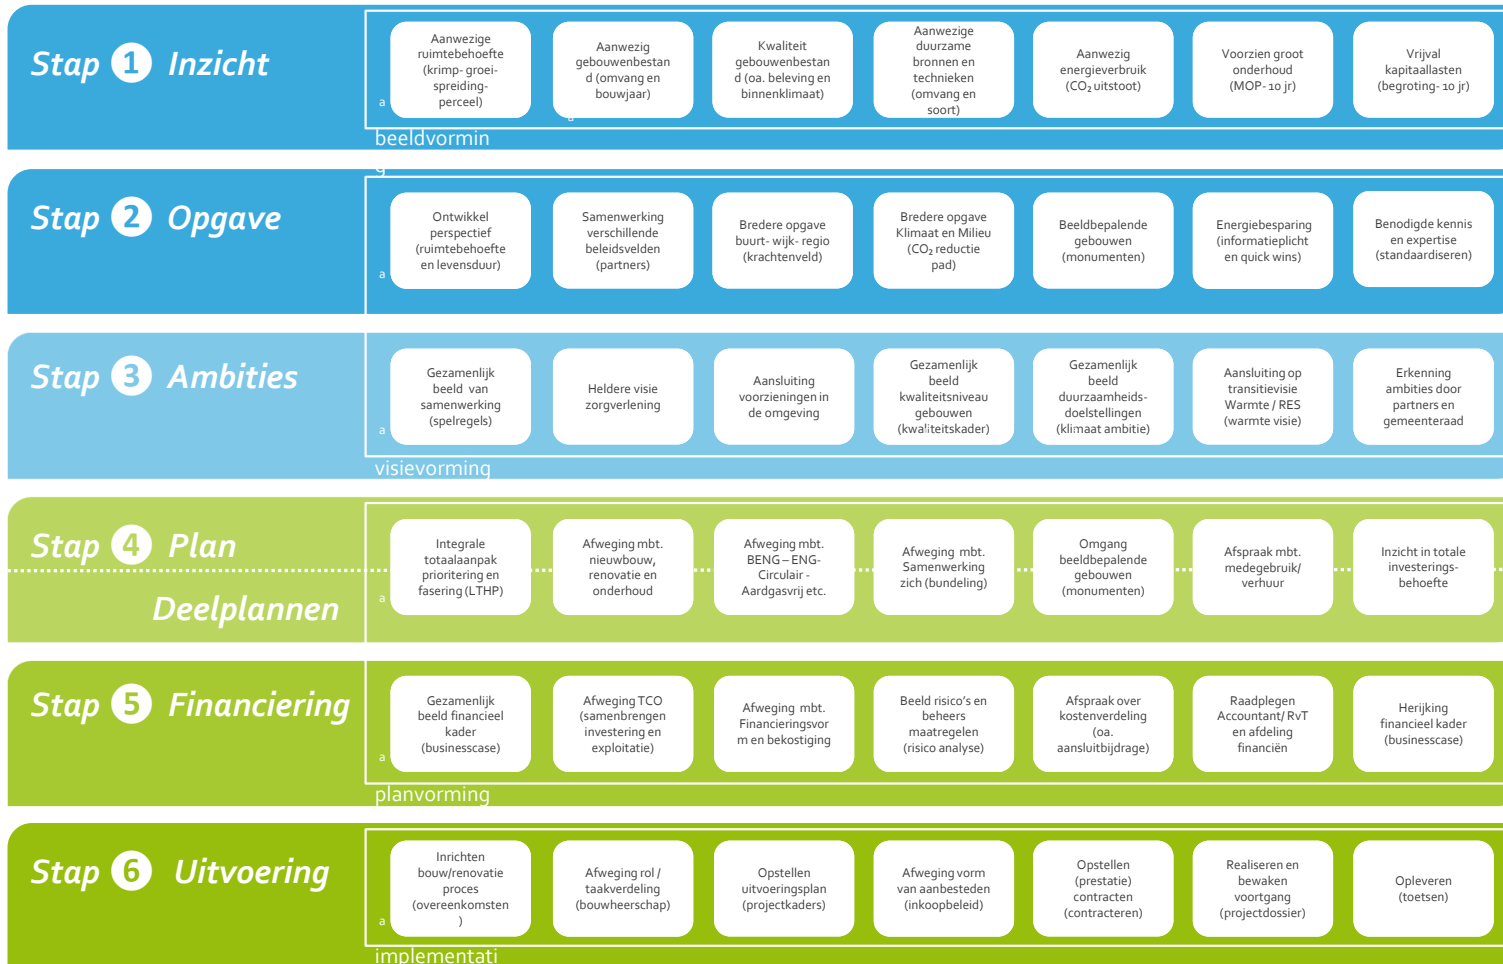 Stap 1 Inzicht
Aanwezige
ruimtebehoefte
(krimp- groei-
spreiding-
perceel)
Aanwezig
gebouwenbestan
d (omvang en
bouwjaar)
Kwaliteit
gebouwenbestan
d (oa. beleving en
binnenklimaat)
Aanwezige
duurzame
bronnen en
technieken
(omvang en
soort)
Aanwezig
energieverbruik
(CO₂ uitstoot)
Voorzien groot
onderhoud
(MOP- 10 jr)
Vrijval
kapitaallasten
(begroting- 10 jr)
a
a
beeldvormin
g
Stap 2 Opgave
Ontwikkel
perspectief
(ruimtebehoefte
en levensduur)
Samenwerking
verschillende
beleidsvelden
(partners)
Bredere opgave
buurt- wijk- regio
(krachtenveld)
Bredere opgave
Klimaat en Milieu
(CO₂ reductie
pad)
Beeldbepalende
gebouwen
(monumenten)
Energiebesparing
(informatieplicht
en quick wins)
Benodigde kennis
en expertise
(standaardiseren)
a
Stap 3 Ambities
Gezamenlijk
beeld van
samenwerking
(spelregels)
Heldere visie
zorgverlening
Aansluiting
voorzieningen in
de omgeving
Gezamenlijk
beeld
kwaliteitsniveau
gebouwen
(kwaliteitskader)
Gezamenlijk
beeld
duurzaamheids-
doelstellingen
(klimaat ambitie)
Aansluiting op
transitievisie
Warmte / RES
(warmte visie)
Erkenning
ambities door
partners en
gemeenteraad
a
visievorming
Stap 4 Plan
Deelplannen
Integrale
totaalaanpak
prioritering en
fasering (LTHP)
Afweging mbt.
nieuwbouw,
renovatie en
onderhoud
Afweging mbt.
BENG – ENG-
Circulair -
Aardgasvrij etc.
Afweging mbt.
Samenwerking
zich (bundeling)
Omgang
beeldbepalende
gebouwen
(monumenten)
Afspraak mbt.
medegebruik/
verhuur
Inzicht in totale
investerings-
behoefte
a
Stap 5 Financiering
Gezamenlijk
beeld financieel
kader
(businesscase)
Afweging TCO
(samenbrengen
investering en
exploitatie)
Afweging mbt.
Financieringsvor
m en bekostiging
Beeld risico's en
beheers
maatregelen
(risico analyse)
Afspraak over
kostenverdeling
(oa.
aansluitbijdrage)
Raadplegen
Accountant/ RvT
en afdeling
financiën
Herijking
financieel kader
(businesscase)
a
planvorming
Stap 6 Uitvoering
Inrichten
bouw/renovatie
proces
(overeenkomsten
)
Afweging rol /
taakverdeling
(bouwheerschap)
Opstellen
uitvoeringsplan
(projectkaders)
Afweging vorm
van aanbesteden
(inkoopbeleid)
Opstellen
(prestatie)
contracten
(contracteren)
Realiseren en
bewaken
voortgang
(projectdossier)
Opleveren
(toetsen)
a
implementati